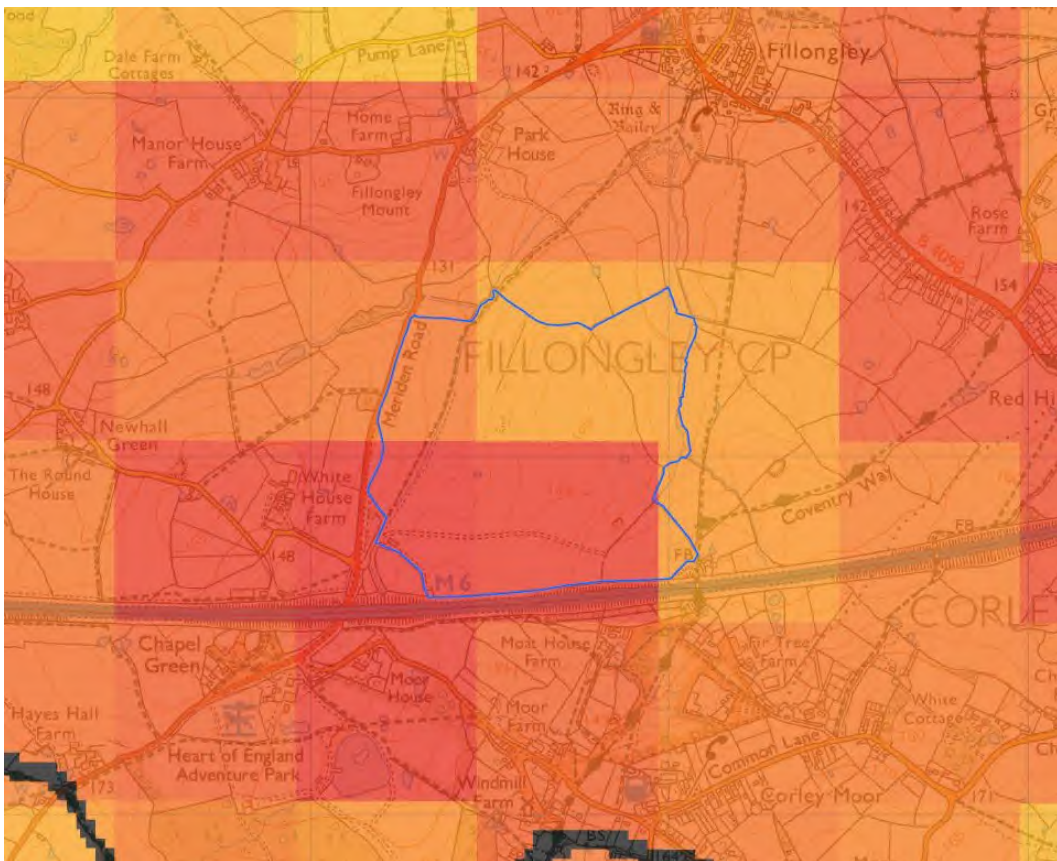 Dale Farm
Cottages
Pump Lane
142
Fillongley
Home
Farm
Ring &
Bailey
Manor House
Farm
Park
House
Fillongley
Mount
142
Rose
Farm
B 4098
131
154
Meriden Road
FILLONGLEY CP
148
Newhall
Green
Red Hi
The Round
House
White
House
Farm
Coventry Way
148
FB
FB
M 6
CORLE
Chapel
Green
Moat House
Farm
Fir Tree
Farm
Moor
House
Hayes Hall
Farm
Moor
Farm
White
Cottage
Heart of England
Adventure Park
Common Lane
173
Windmill
Farm
Corley Moor
171
BS